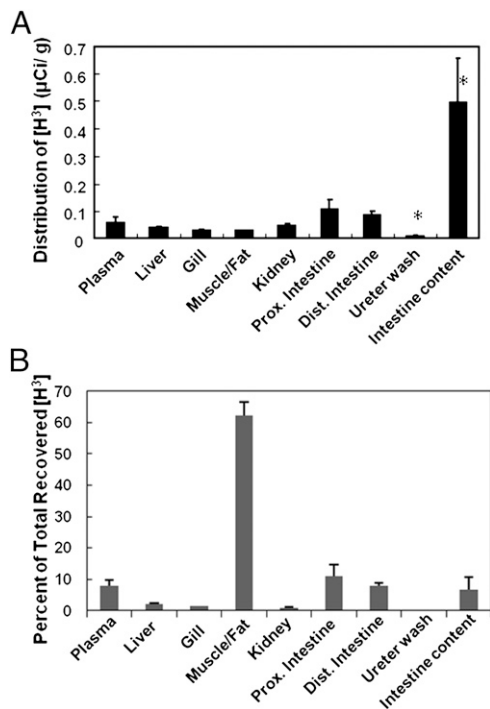 A
Distribution of [H³] (µCi/ g)
0.7
0.6
0.5
0.4
0.3
0.2
0.1
0
*
*
Plasma
Liver
Gill
Muscle/Fat
Kidney
Prox. Intestine
Dist. Intestine
Ureter wash
Intestine content
B
Percent of Total Recovered [H³]
70
60
50
40
30
20
10
0
Plasma
Liver
Gill
Muscle/Fat
Kidney
Prox. Intestine
Dist. Intestine
Ureter wash
Intestine content